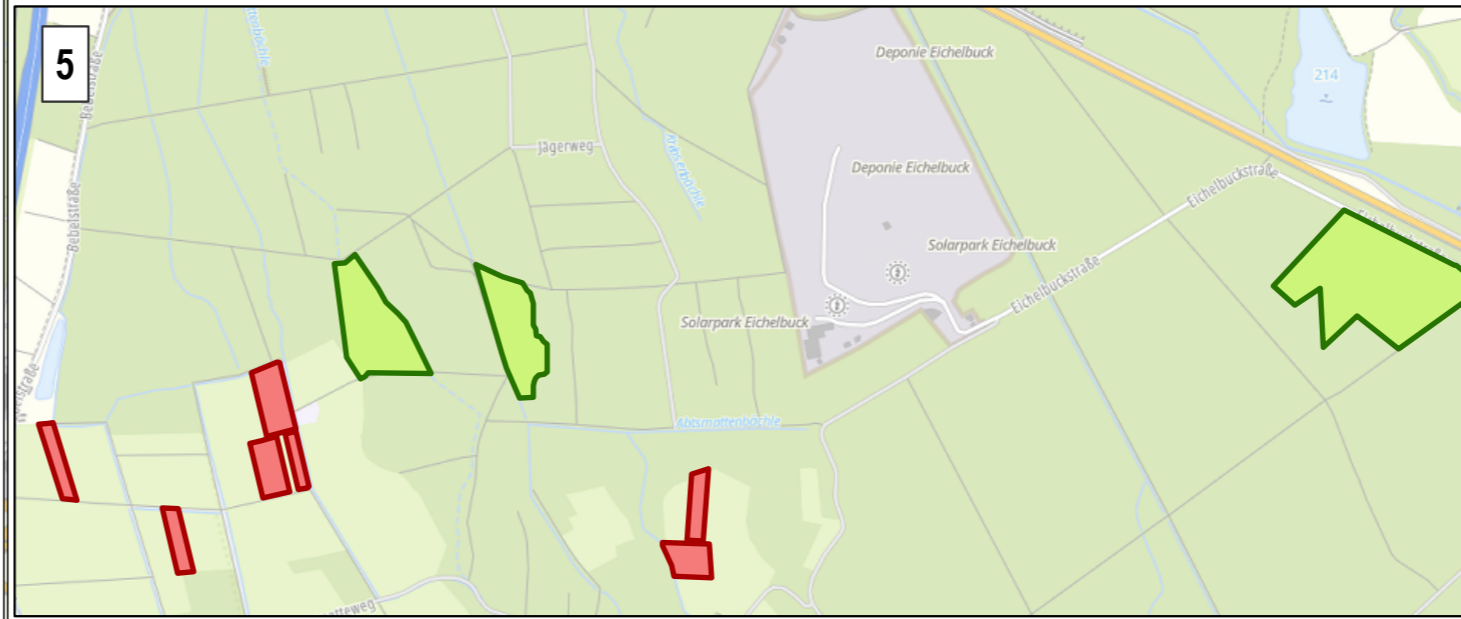 5
Bebelstraße
Deponie Eichelbuck
214
Jägerweg
Deponie Eichelbuck
Eichelbuckstraße
Bebelstraße
Solarpark Eichelbuck
Eichelbuckstraße
Solarpark Eichelbuck
Abtsmattenbächle